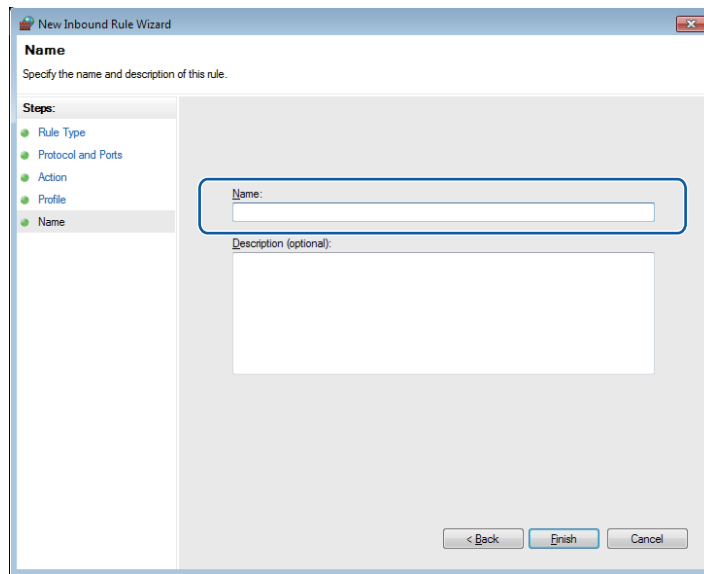 New Inbound Rule Wizard
Name
Specify the name and description of this rule.
Steps:
Rule Type
Protocol and Ports
Action
Profile
Name
Name:
Description (optional):
< Back
Finish
Cancel